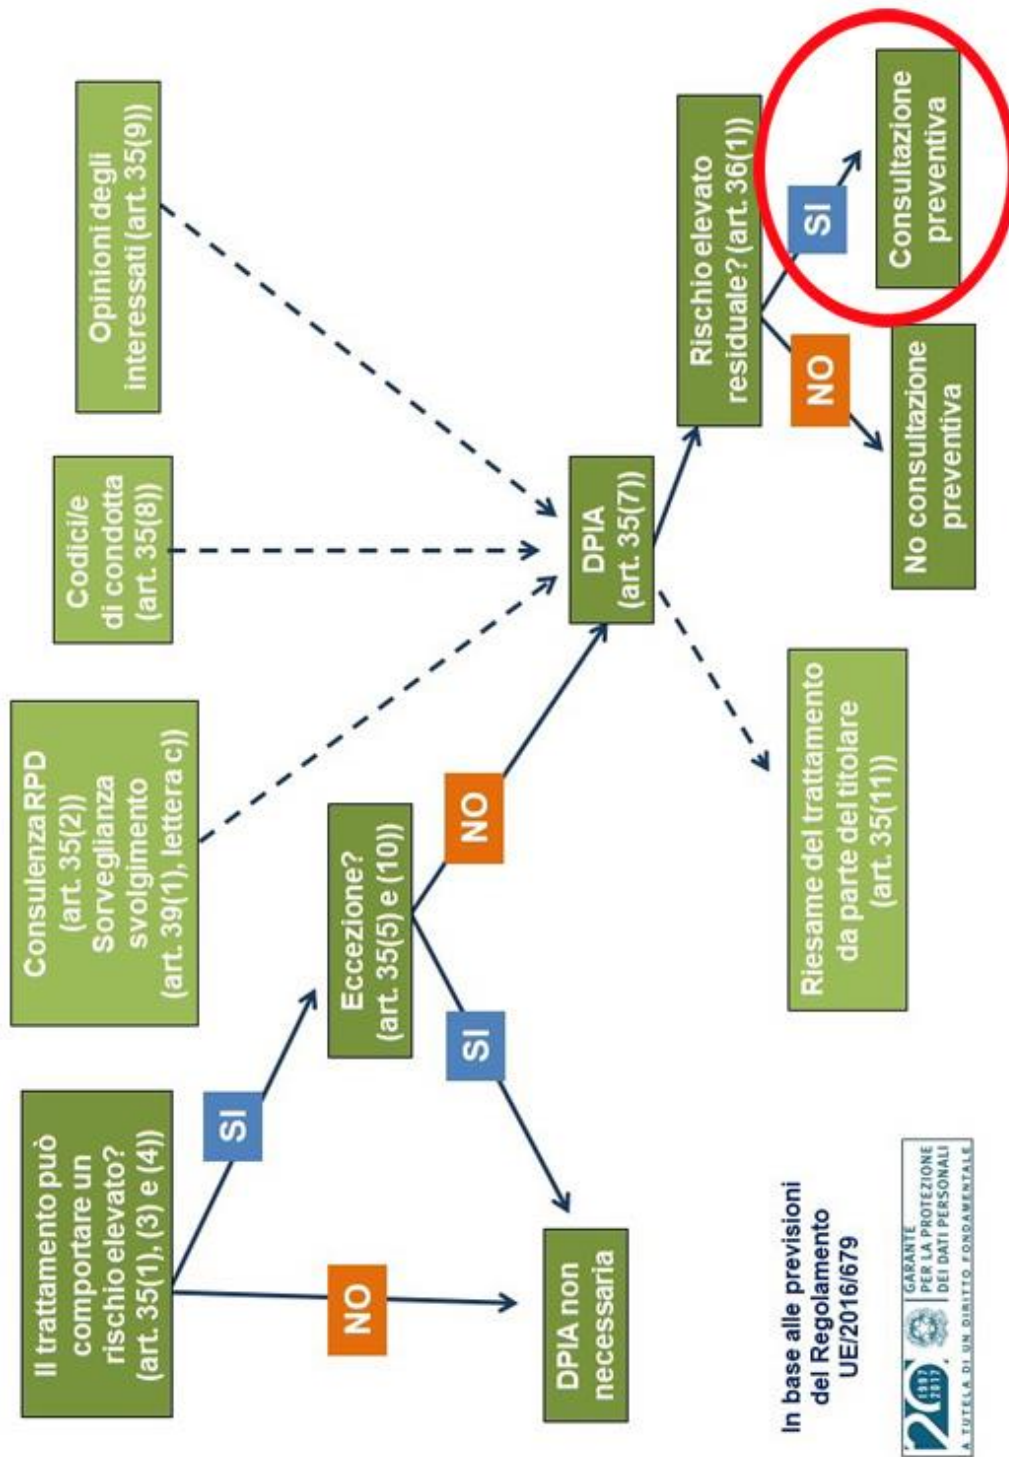 Il trattamento può
comportare un
rischio elevato?
(art. 35(1), (3) e (4))
Consulenza RPD
(art. 35(2))
Sorveglianza
svolgimento
(art. 39(1), lettera c))
Codici/e
di condotta
(art. 35(8))
Opinioni degli
interessati (art. 35(9))
SI
NO
Eccezione?
(art. 35(5) e (10))
SI
NO
DPIA non
necessaria
DPIA
(art. 35(7))
Rischio elevato
residuale? (art. 36(1))
NO
SI
Riesame del trattamento
da parte del titolare
(art. 35(11))
No consultazione
preventiva
Consultazione
preventiva
In base alle previsioni
del Regolamento
UE/2016/679
20
1997
2017
GARANTE
PER LA PROTEZIONE
DEI DATI PERSONALI
A TUTELA DI UN DIRITTO FONDAMENTALE